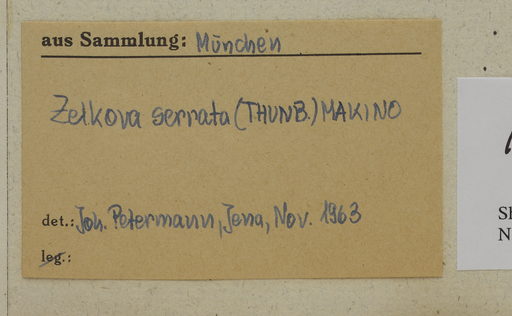 aus Sammlung: München
Zelkova serrata (THUNB.) MAKINO
det.: Joh. Petermann, Jena, Nov. 1963
leg.: